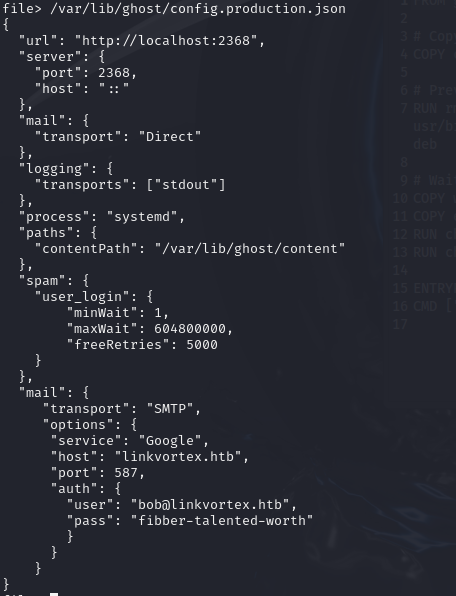 file> /var/lib/ghost/config.production.json
{
  "url": "http://localhost:2368",
  "server": {
    "port": 2368,
    "host": "::"
  },
  "mail": {
    "transport": "Direct"
  },
  "logging": {
    "transports": ["stdout"]
  },
  "process": "systemd",
  "paths": {
    "contentPath": "/var/lib/ghost/content"
  },
  "spam": {
    "user_login": {
        "minWait": 1,
        "maxWait": 604800000,
        "freeRetries": 5000
    }
  },
  "mail": {
     "transport": "SMTP",
     "options": {
      "service": "Google",
      "host": "linkvortex.htb",
      "port": 587,
      "auth": {
        "user": "bob@linkvortex.htb",
        "pass": "fibber-talented-worth"
        }
      }
    }
}
2
3 # Cop
4 COPY
5
6 # Pre
7 RUN
usr/b
deb
8
9 # Wai
10 COPY
11 COPY
12 RUN c
13 RUN c
14
15 ENTRY
16 CMD [
17